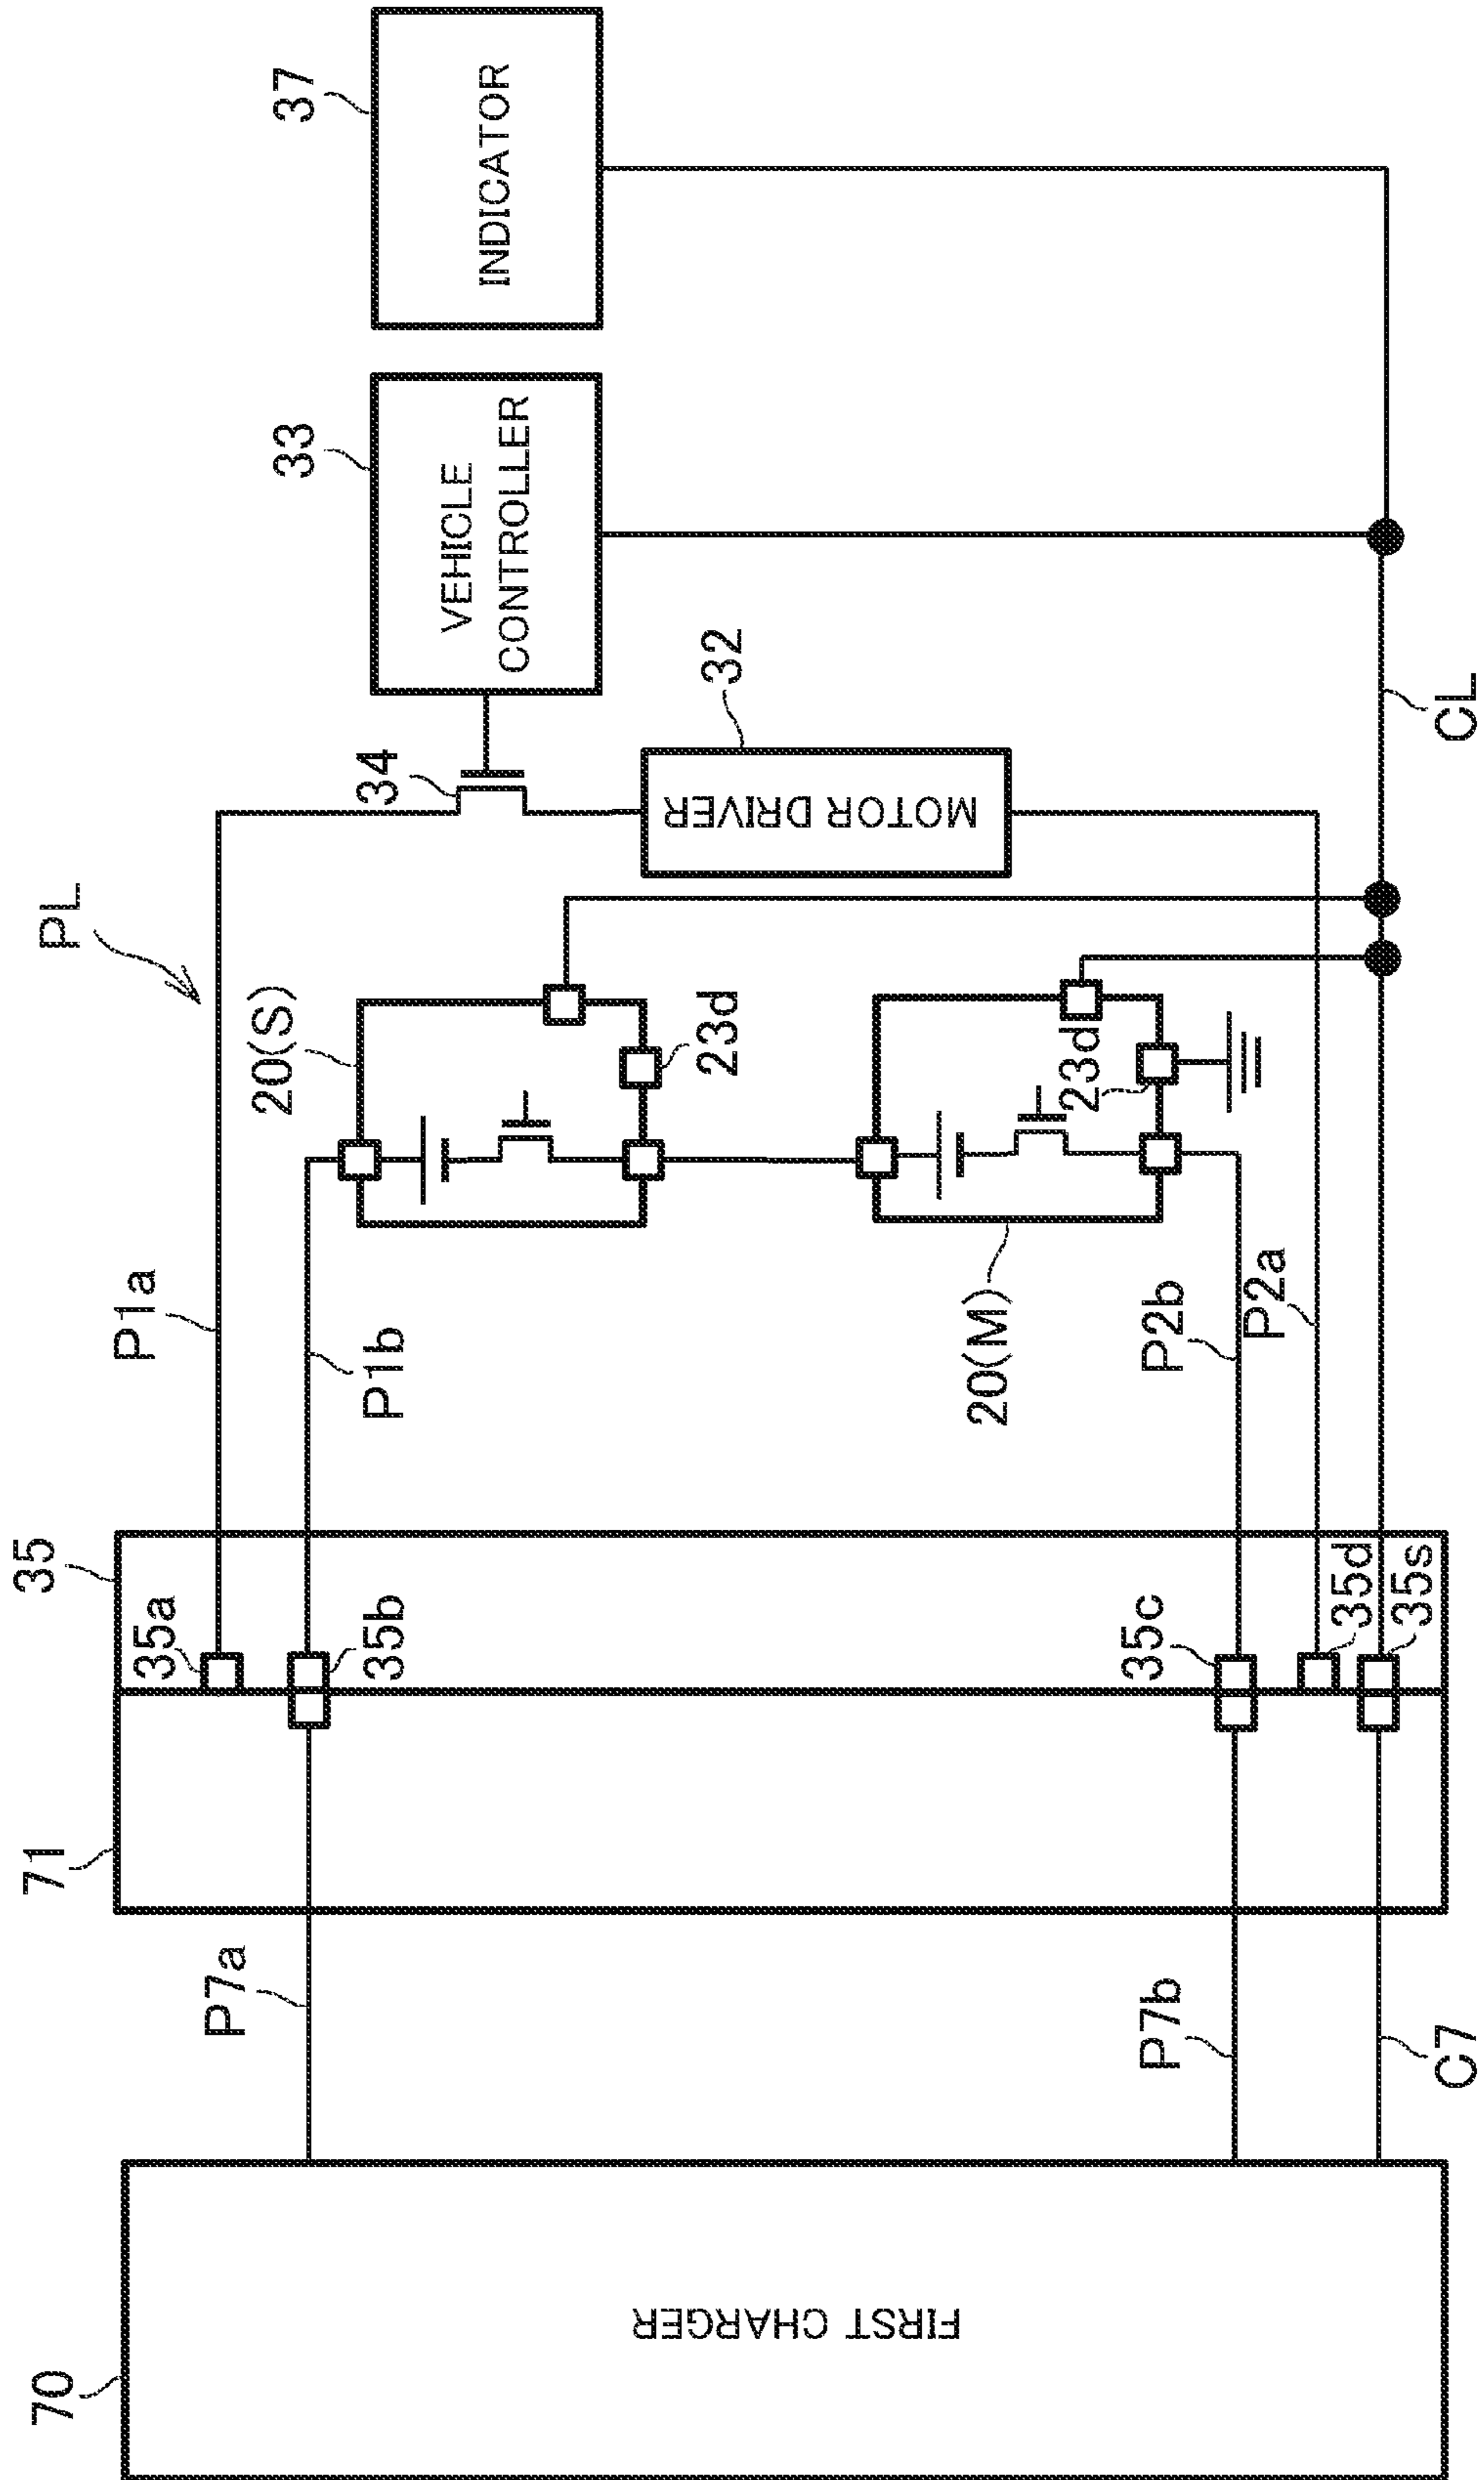 70
FIRST CHARGER
P7a
P7b
C7
71
35
35a
35b
35c
35d
35s
P1a
P1b
P2b
P2a
20(M)
PL
20(S)
23d
23d
34
32
MOTOR DRIVER
CL
33
VEHICLE
CONTROLLER
37
INDICATOR